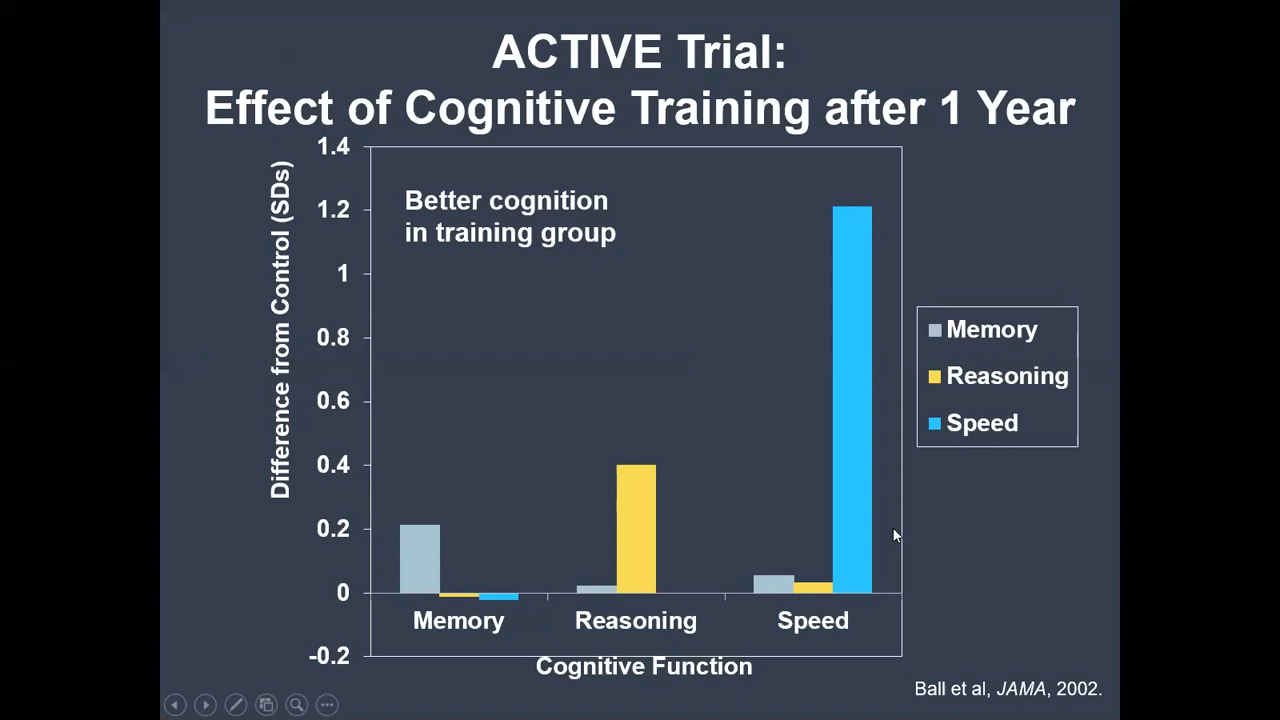 ACTIVE Trial:
Effect of Cognitive Training after 1 Year
Difference from Control (SDs)
1.4
1.2
1
0.8
0.6
0.4
0.2
0
-0.2
Better cognition
in training group
Memory
Reasoning
Speed
Memory
Reasoning
Speed
Cognitive Function
Ball et al, JAMA, 2002.